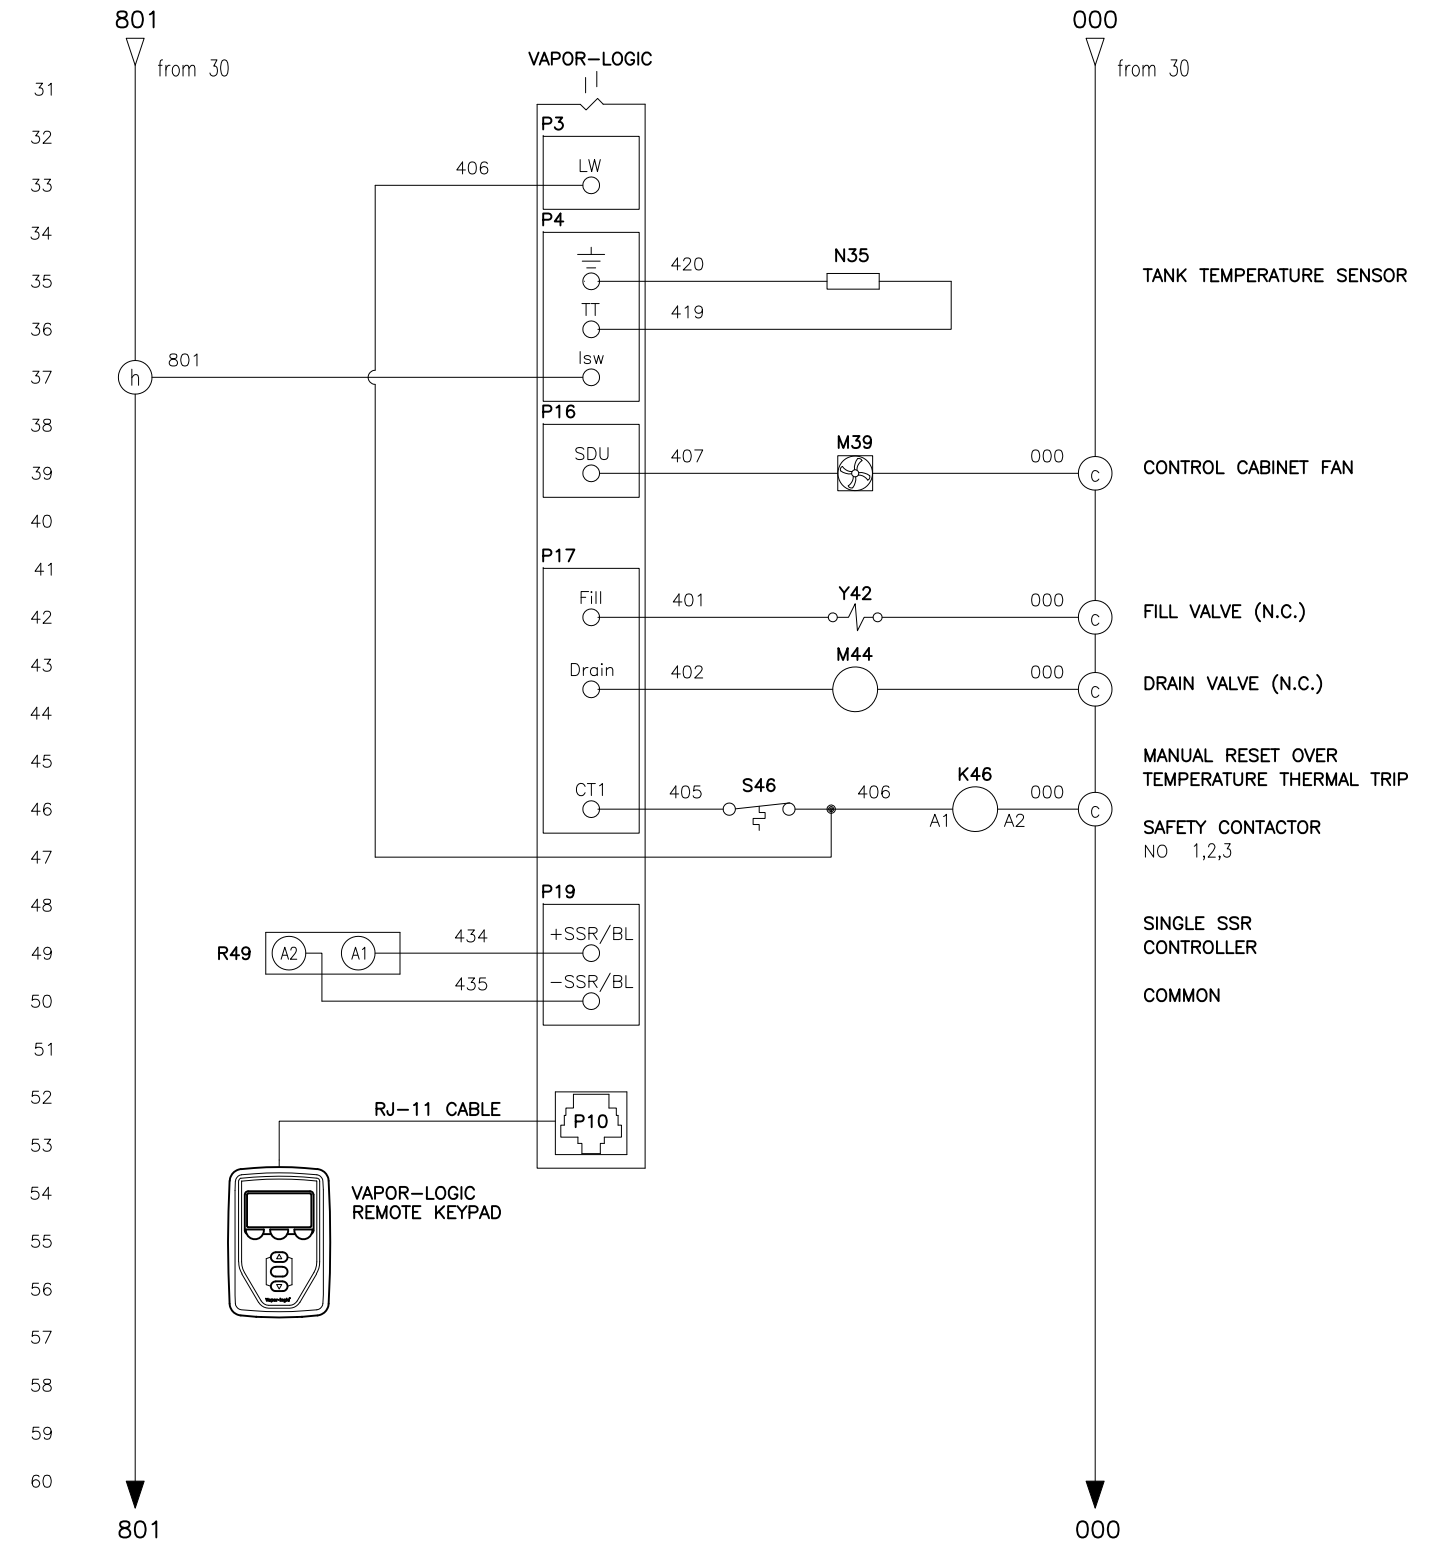 801
000
from 30
from 30
VAPOR-LOGIC
31
P3
32
LW
406
33
P4
34
420
N35
35
TANK TEMPERATURE SENSOR
TT
419
36
Isw
801
h
37
P16
38
SDU
407
M39
000
c
39
CONTROL CABINET FAN
40
P17
41
Fill
401
Y42
000
c
42
FILL VALVE (N.C.)
43
Drain
402
M44
000
c
DRAIN VALVE (N.C.)
44
45
MANUAL RESET OVER
TEMPERATURE THERMAL TRIP
CT1
405
S46
406
K46
A1
A2
000
c
46
SAFETY CONTACTOR
NO 1,2,3
47
P19
48
SINGLE SSR
CONTROLLER
R49
A2
A1
434
+SSR/BL
49
435
-SSR/BL
50
COMMON
51
52
RJ-11 CABLE
P10
53
54
VAPOR-LOGIC
REMOTE KEYPAD
55
56
Vapor-logic
57
58
59
60
801
000